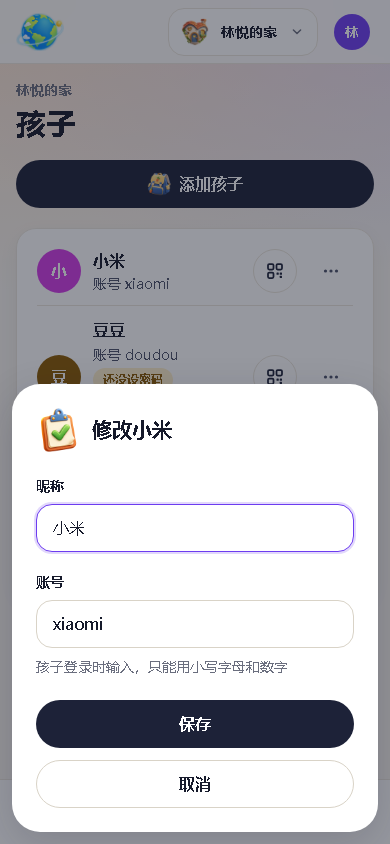 林悦的家
林
林悦的家
孩子
添加孩子
小
小米
账号 xiaomi
豆豆
账号 doudou
豆
还没设密码
修改小米
昵称
小米
账号
xiaomi
孩子登录时输入，只能用小写字母和数字
保存
取消